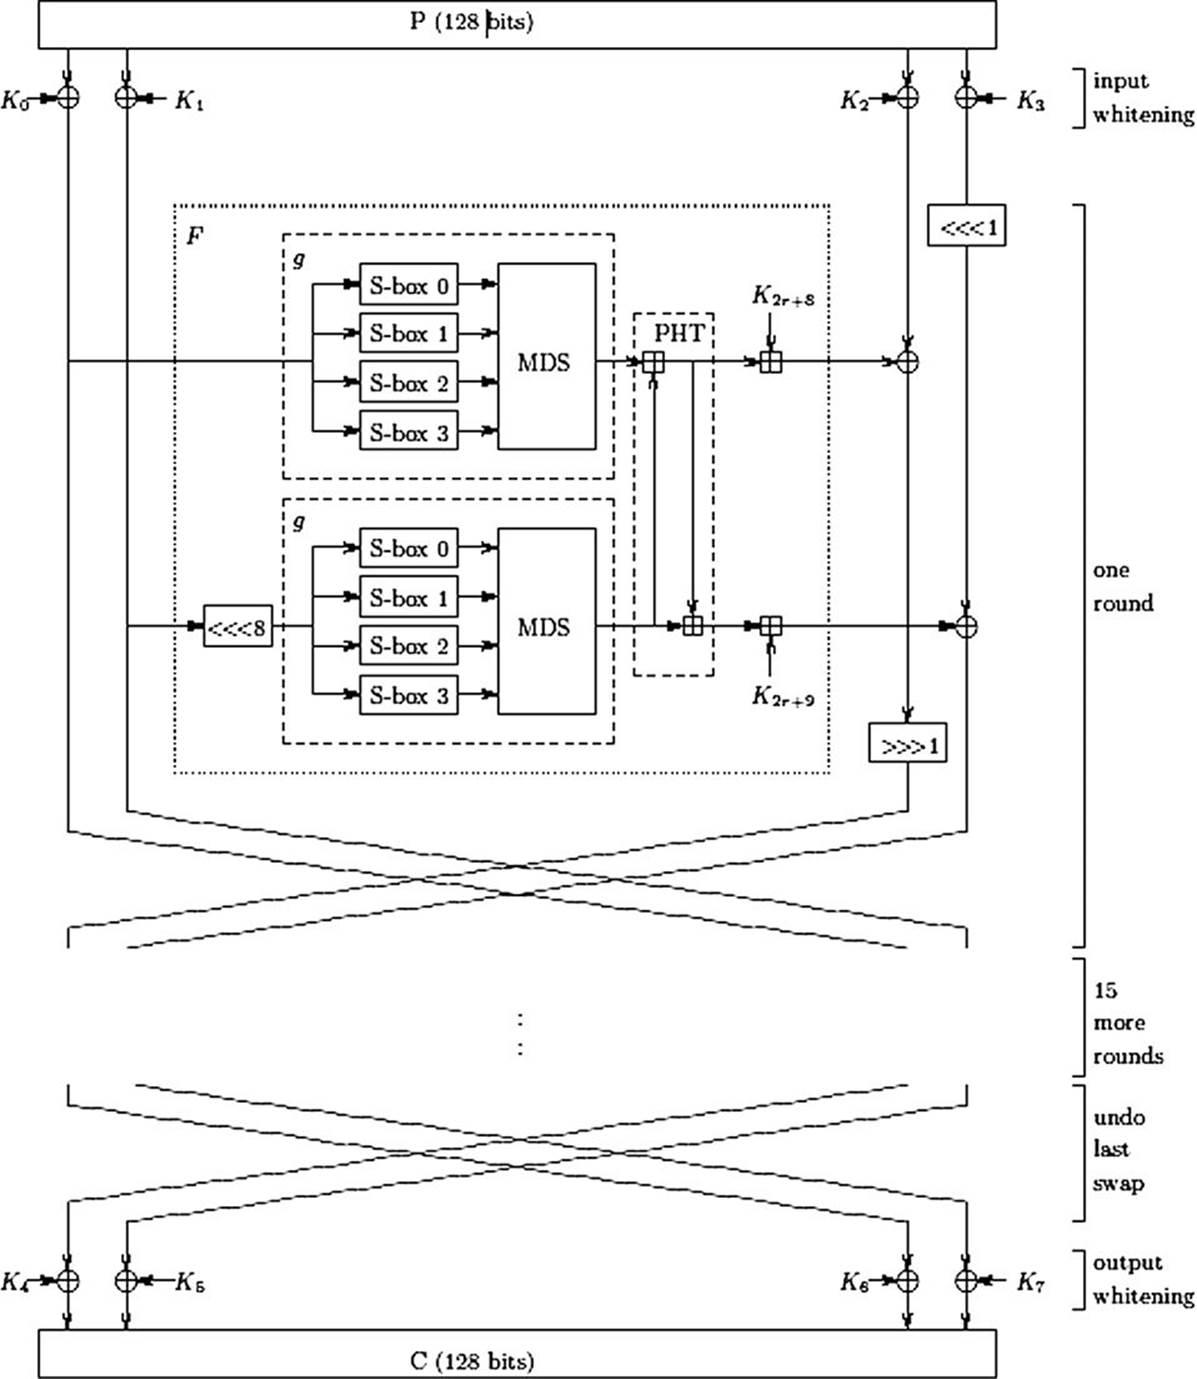 P (128 bits)
K0 K1 K2 K3
input
whitening
F
<<<1
g
S-box 0
S-box 1
S-box 2
S-box 3
MDS
PHT
K2r+8
g
S-box 0
S-box 1
S-box 2
S-box 3
MDS
<<<8
K2r+9
>>>1
one
round
15
more
rounds
⋮
undo
last
swap
K4 K5 K6 K7
output
whitening
C (128 bits)